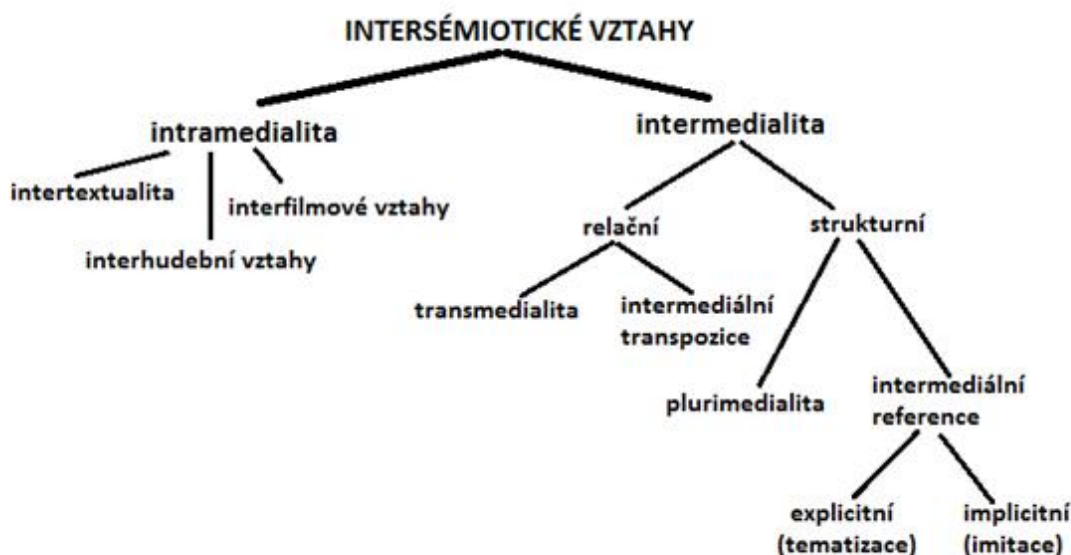 INTERSÉMIOTICKÉ VZTAHY
intramedialita
intermedialita
intertextualita
interfilmové vztahy
interhudební vztahy
relační
strukturní
transmedialita
intermediální
transpozice
plurimedialita
intermediální
reference
explicitní
(tematizace)
implicitní
(imitace)